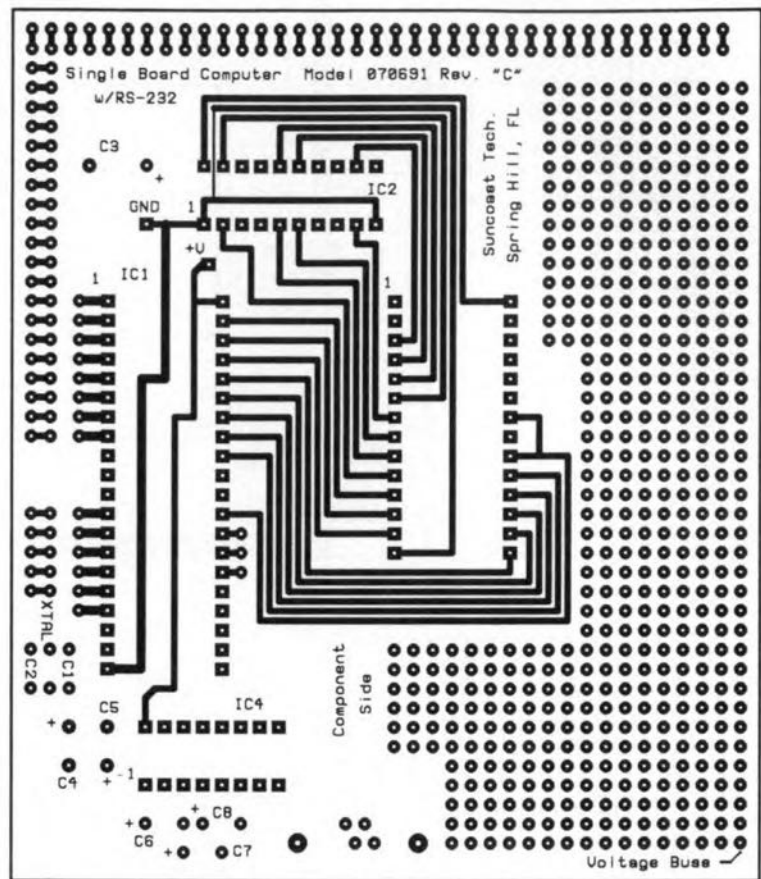 Single Board Computer Model 070691 Rev. "C"
W/RS-232
Suncoast Tech.
Spring Hill, FL
C3
+
IC2
GND
1
+V
IC1
1
1
XTAL
C2
C1
Component
Side
+
C5
IC4
C4
+
-1
+
C8
+
C6
+
C7
Voltage Buse